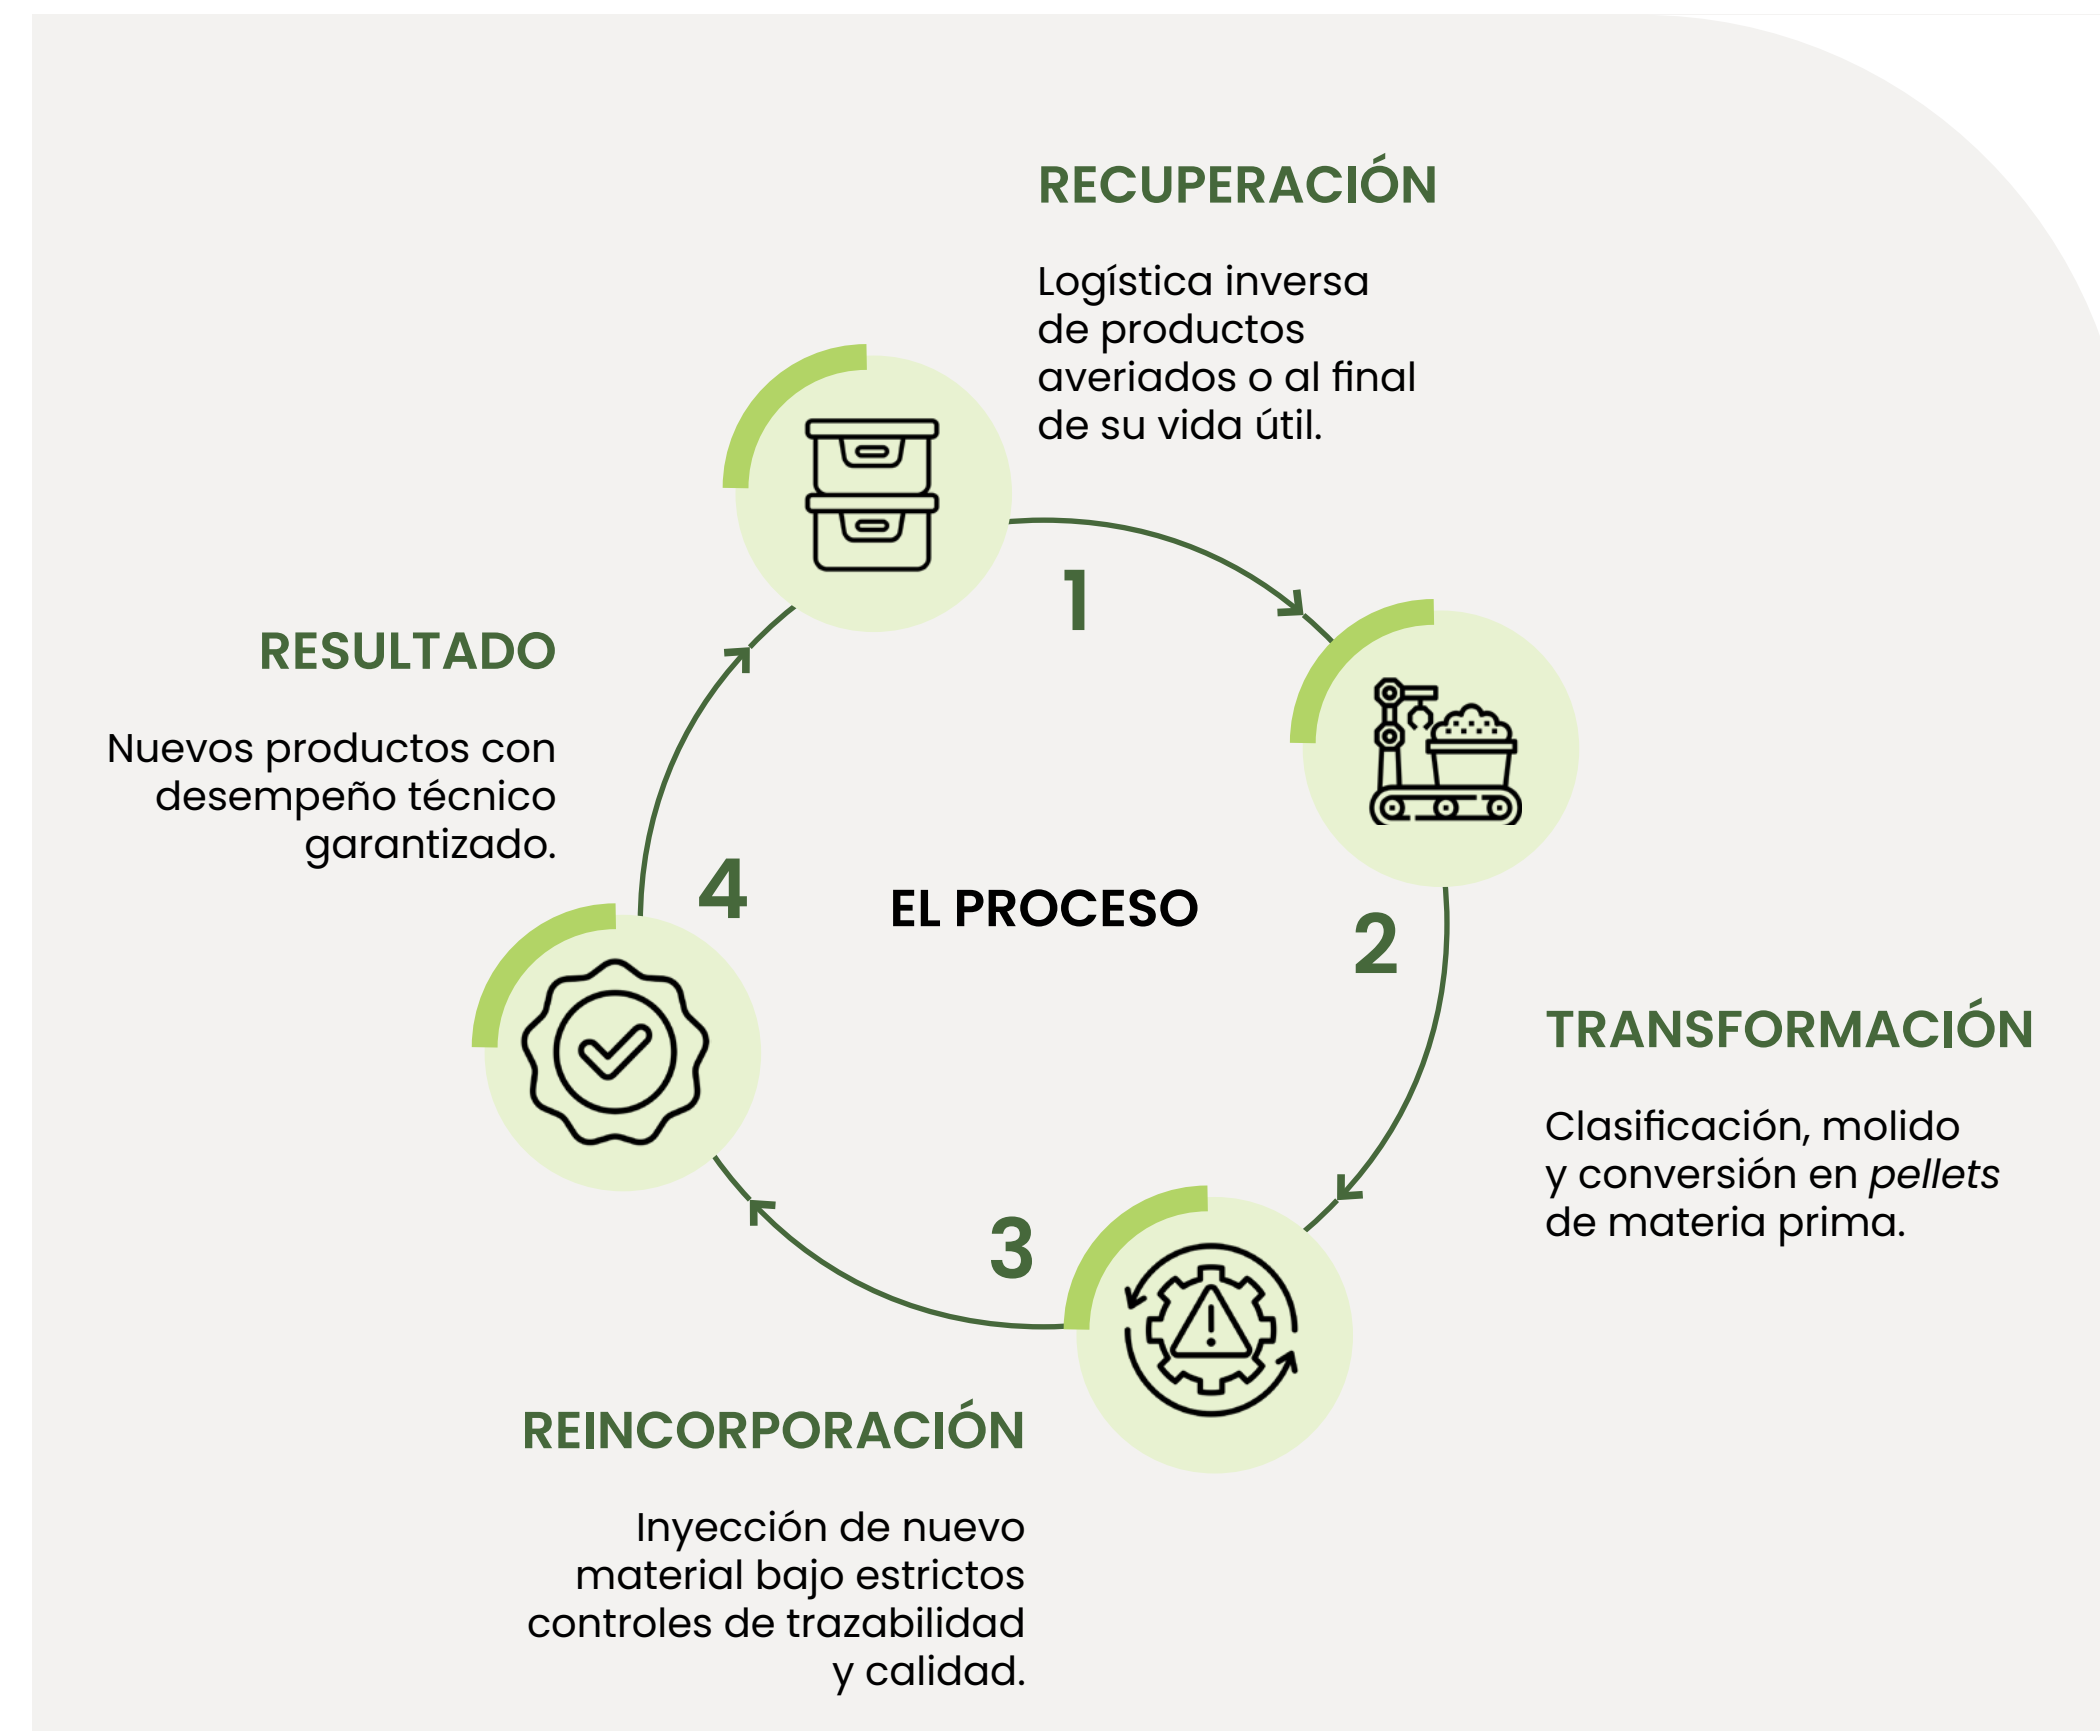 RECUPERACIÓN
Logística inversa
de productos
averiados o al final
de su vida útil.
1
RESULTADO
Nuevos productos con
desempeño técnico
garantizado.
4
EL PROCESO
2
TRANSFORMACIÓN
Clasificación, molido
y conversión en pellets
de materia prima.
3
REINCORPORACIÓN
Inyección de nuevo
material bajo estrictos
controles de trazabilidad
y calidad.